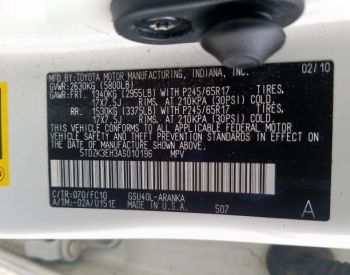 MFD. BY: 02/10
TOYOTA MOTOR MANUFACTURING, INDIANA, INC.
GVWR:2630KG (5800LB)
GAWR: FR. 1340KG (2955LB) WITH P245/65R17 TIRES,
17X7.5J RIMS, AT 210KPA (30PSI) COLD
RR. 1530KG (3375LB) WITH P245/65R17 TIRES,
17X7.5J RIMS, AT 210KPA (30PSI) COLD
THIS VEHICLE CONFORMS TO ALL APPLICABLE FEDERAL
MOTOR VEHICLE SAFETY, BUMPER, AND THEFT
PREVENTION STANDARDS IN EFFECT ON THE DATE
OF MANUFACTURE SHOWN ABOVE.
5TDZK3EH3AS010196 MPV
C/TR:070/FC10 GSU40L-ARANKA
A/TM:-02A/U151E MADE IN U.S.A. 507 A